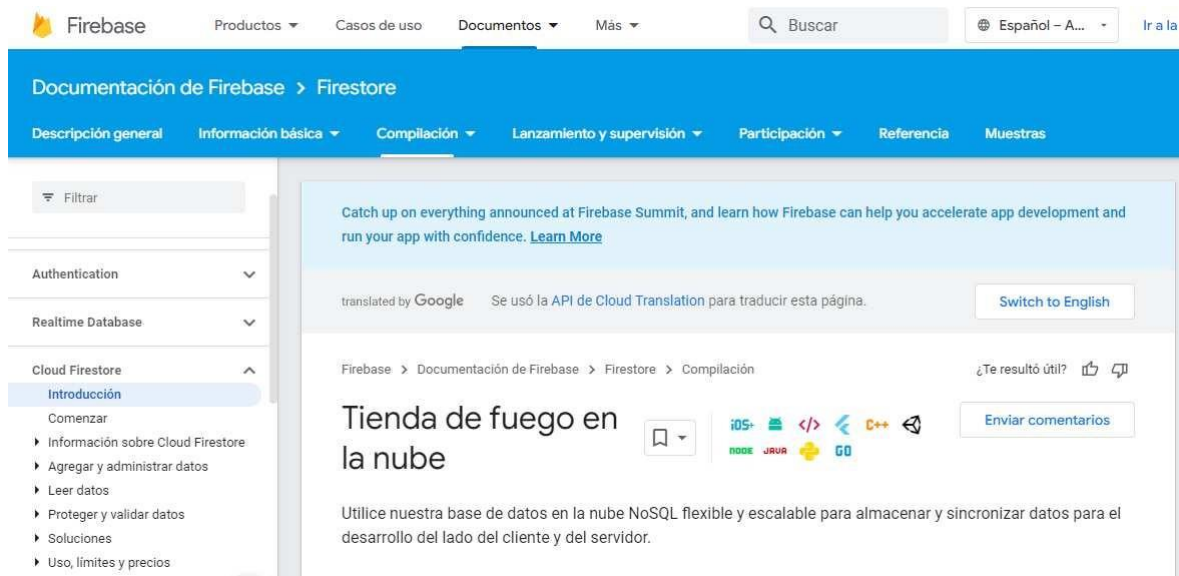 Firebase Productos Casos de uso Documentos Más Buscar Español – A... Ir a la
Documentación de Firebase > Firestore
Descripción general Información básica Compilación Lanzamiento y supervisión Participación Referencia Muestras
Filtrar
Authentication
Realtime Database
Cloud Firestore
Introducción
Comenzar
Información sobre Cloud Firestore
Agregar y administrar datos
Leer datos
Proteger y validar datos
Soluciones
Uso, límites y precios
Catch up on everything announced at Firebase Summit, and learn how Firebase can help you accelerate app development and
run your app with confidence. Learn More
translated by Google Se usó la API de Cloud Translation para traducir esta página. Switch to English
Firebase > Documentación de Firebase > Firestore > Compilación ¿Te resultó útil?
Tienda de fuego en
la nube
iOS+ </> C++
NODE JAVA GO
Enviar comentarios
Utilice nuestra base de datos en la nube NoSQL flexible y escalable para almacenar y sincronizar datos para el
desarrollo del lado del cliente y del servidor.